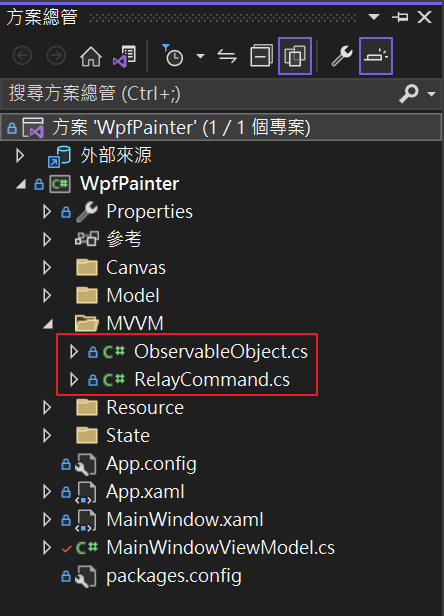 方案總管
搜尋方案總管 (Ctrl+;)
方案 'WpfPainter' (1 / 1 個專案)
外部來源
C# WpfPainter
Properties
參考
Canvas
Model
MVVM
C# ObservableObject.cs
C# RelayCommand.cs
Resource
State
App.config
App.xaml
MainWindow.xaml
C# MainWindowViewModel.cs
packages.config